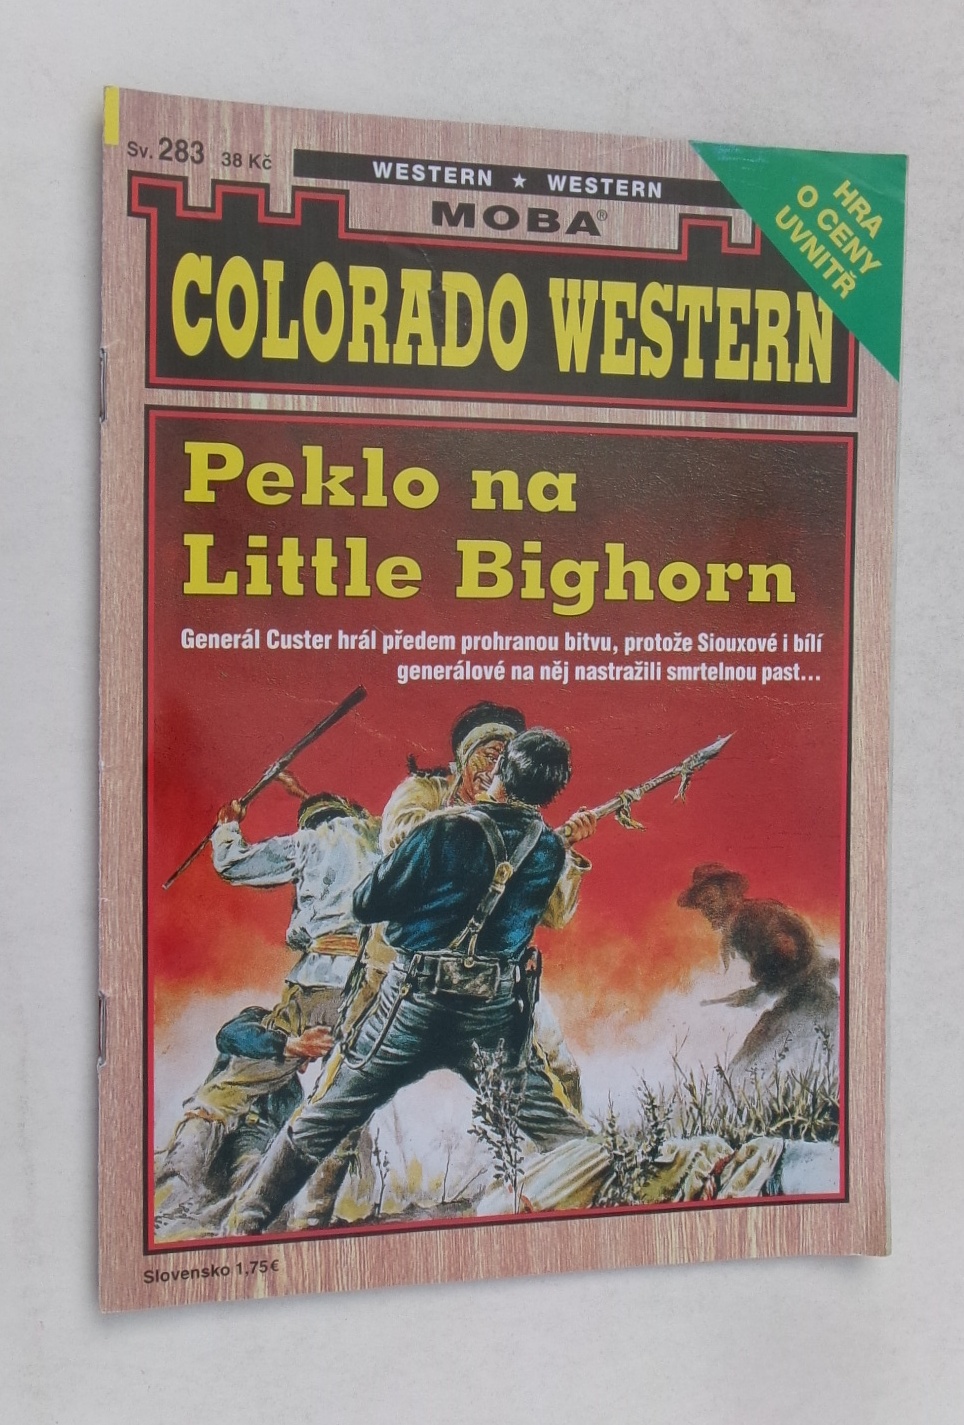 Sv. 283 38 Kč
WESTERN ★ WESTERN
MOBA®
HRA
O CENY
UVNITŘ
COLORADO WESTERN
Peklo na
Little Bighorn
Generál Custer hrál předem prohranou bitvu, protože Siouxové i bílí
generálové na něj nastražili smrtelnou past...
Slovensko 1,75€